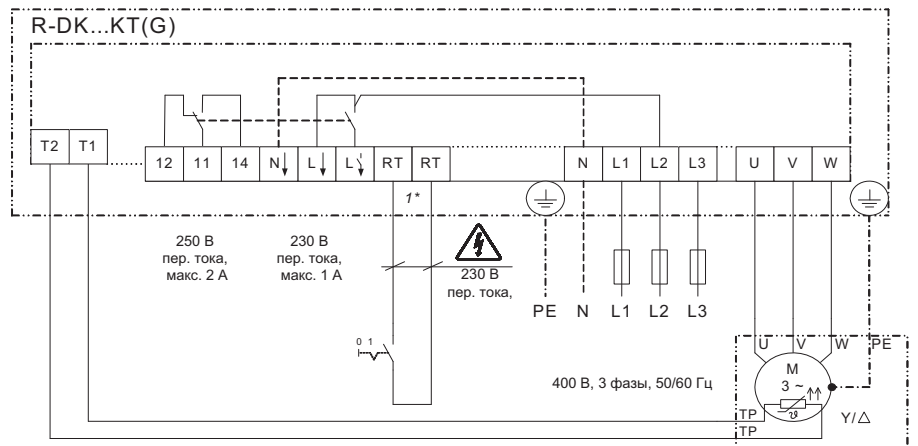 R-DK...KT(G)
T2 T1
12 11 14 N L L RT RT N L1 L2 L3 U V W
1*
250 В
пер. тока,
макс. 2 А
230 В
пер. тока,
макс. 1 А
230 В
пер. тока,
PE N L1 L2 L3
0 1
U V W PE
M
3 ~
400 В, 3 фазы, 50/60 Гц
ϑ
TP
TP
Y/△